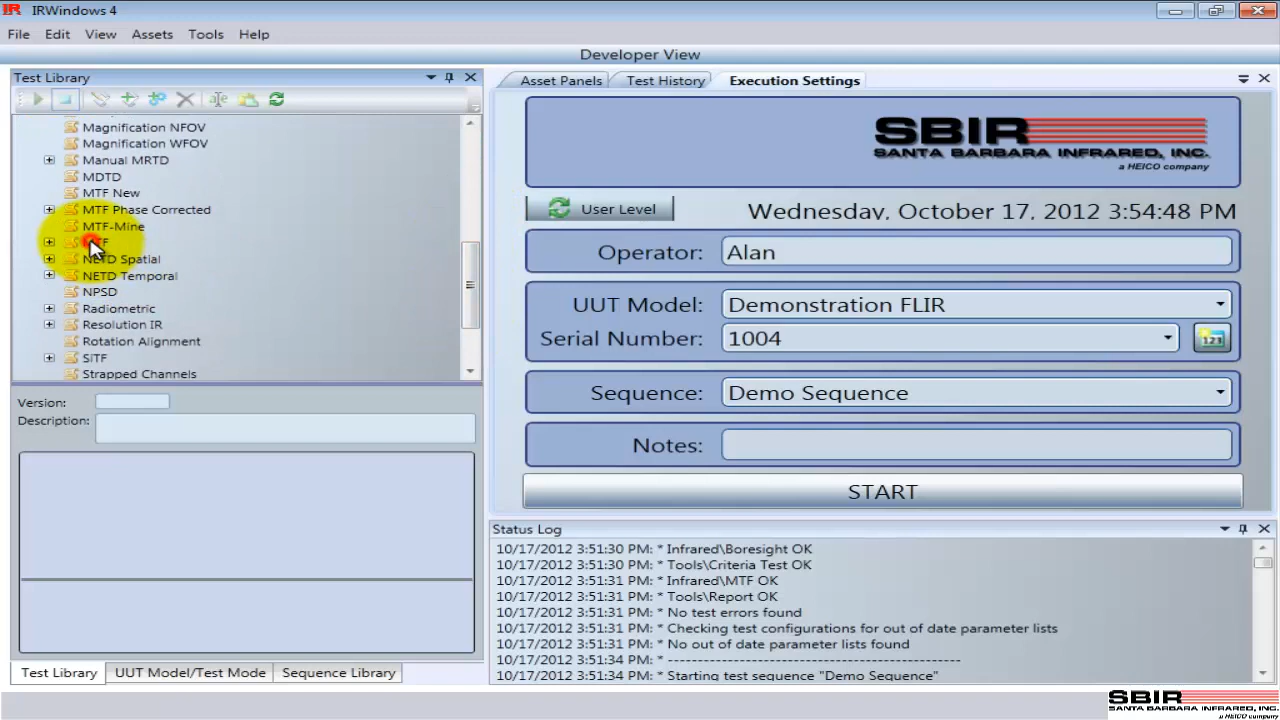 IR IRWindows 4
File Edit View Assets Tools Help
Developer View
Test Library
Asset Panels Test History Execution Settings
Magnification NFOV
Magnification WFOV
Manual MRTD
MDTD
MTF New
MTF Phase Corrected
MTF-Mine
NETD Spatial
NETD Temporal
NPSD
Radiometric
Resolution IR
Rotation Alignment
SiTF
Strapped Channels
Version:
Description:
Test Library UUT Model/Test Mode Sequence Library
SBIR
SANTA BARBARA INFRARED, INC.
a HEICO company
User Level Wednesday, October 17, 2012 3:54:48 PM
Operator: Alan
UUT Model: Demonstration FLIR
Serial Number: 1004
123
Sequence: Demo Sequence
Notes:
START
Status Log
10/17/2012 3:51:30 PM: * Infrared\Boresight OK
10/17/2012 3:51:30 PM: * Tools\Criteria Test OK
10/17/2012 3:51:31 PM: * Infrared\MTF OK
10/17/2012 3:51:31 PM: * Tools\Report OK
10/17/2012 3:51:31 PM: * No test errors found
10/17/2012 3:51:31 PM: * Checking test configurations for out of date parameter lists
10/17/2012 3:51:31 PM: * No out of date parameter lists found
10/17/2012 3:51:34 PM: * ------------------------------------------------
10/17/2012 3:51:34 PM: * Starting test sequence "Demo Sequence"
SBIR
SANTA BARBARA INFRARED, INC.
a HEICO company